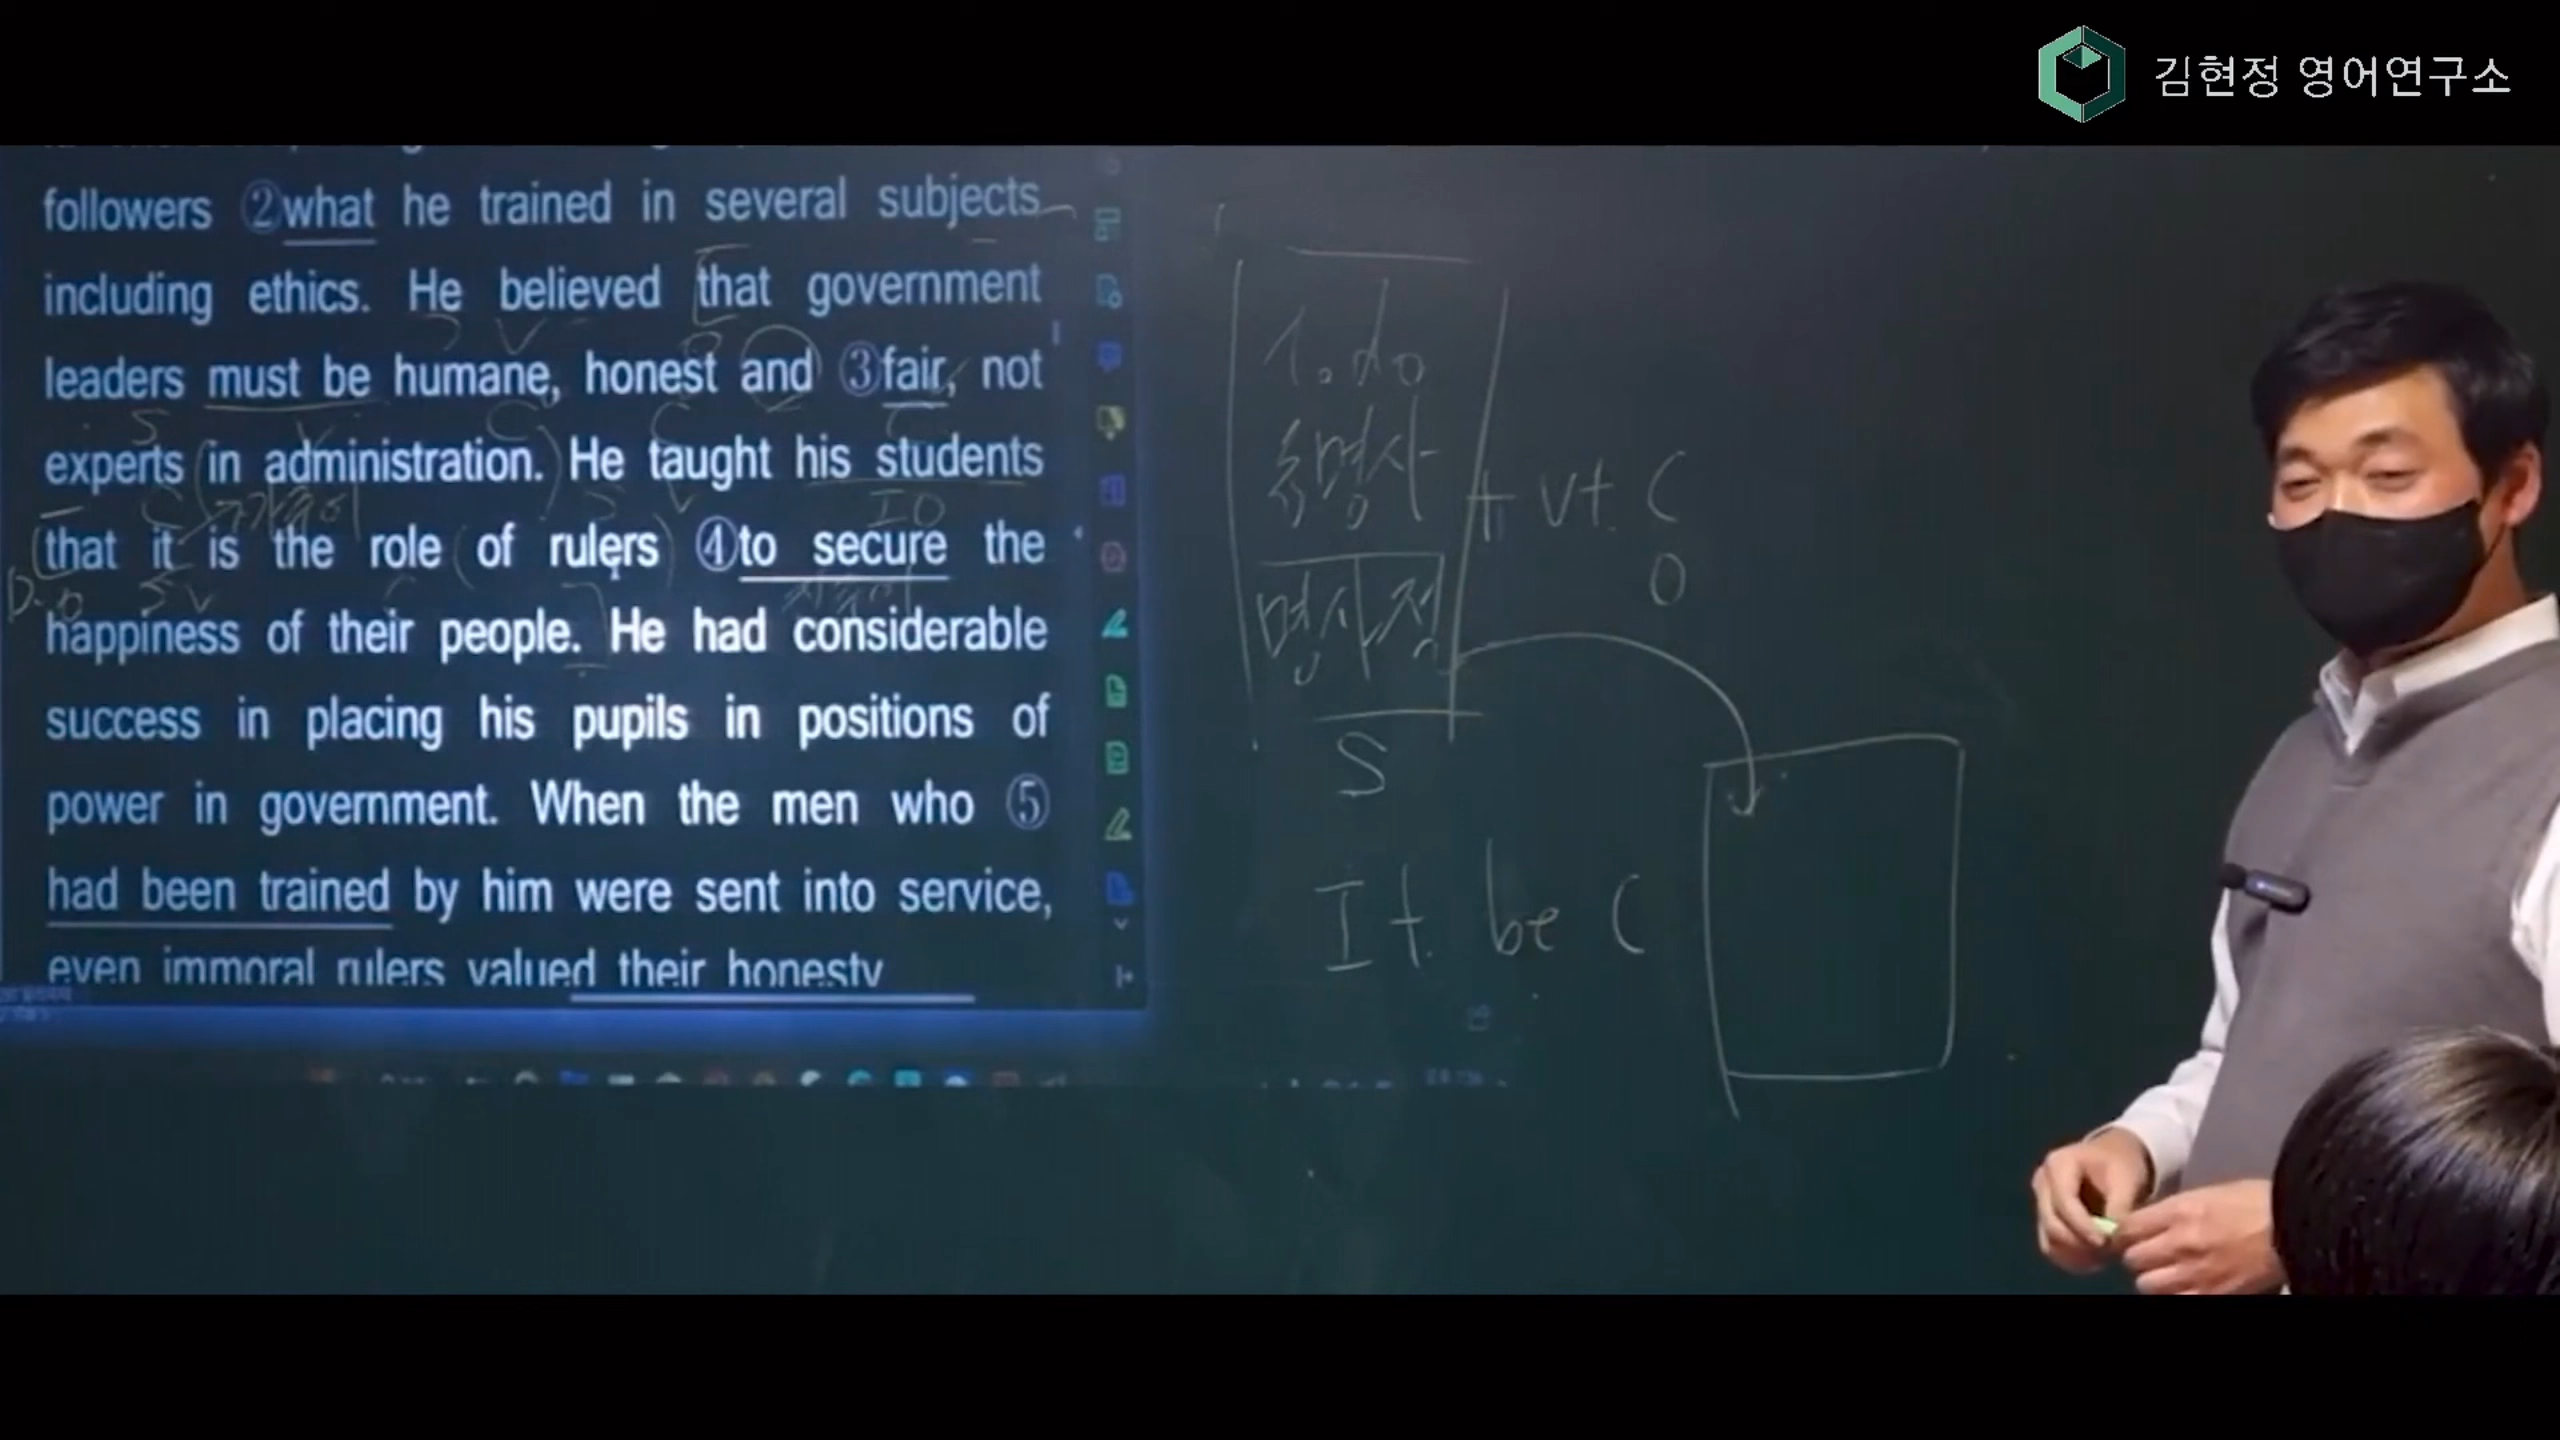 김현정 영어연구소
followers ②what he trained in several subjects
including ethics. He believed that government
leaders must be humane, honest and ③fair, not
experts in administration. He taught his students
that it is the role of rulers ④to secure the
happiness of their people. He had considerable
success in placing his pupils in positions of
power in government. When the men who ⑤
had been trained by him were sent into service,
even immoral rulers valued their honesty
S V
S V C C C
C S V IO
D.O S V C
do
동명사
명사절
S
+ vt. C
O
It be C